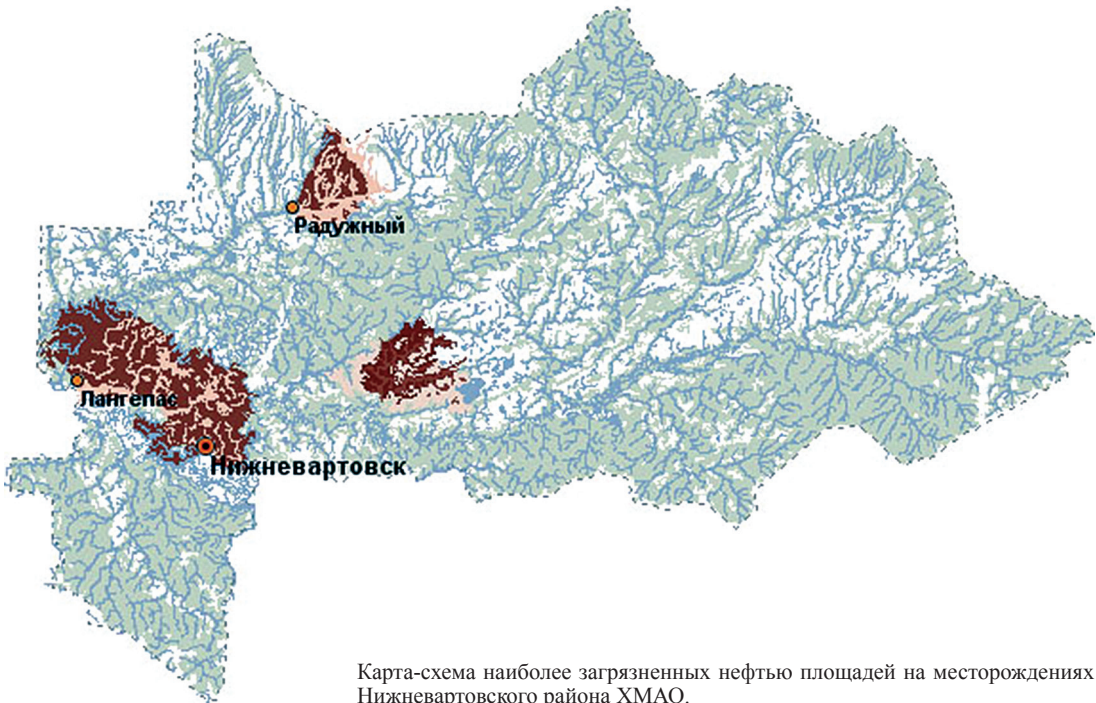 Радужный
Лангепас
Нижневартовск
Карта-схема наиболее загрязненных нефтью площадей на месторождениях
Нижневартовского района ХМАО.